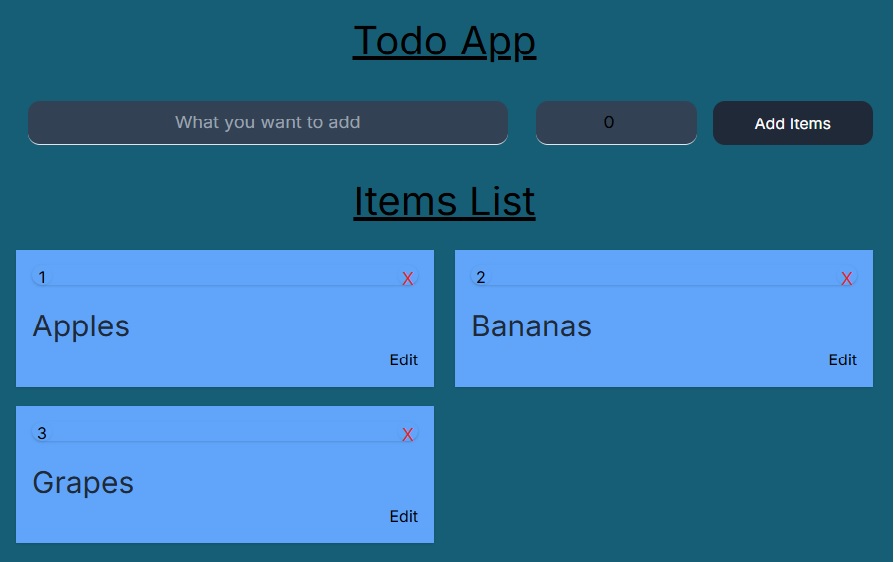 Todo App
What you want to add 0 Add Items
Items List
1 X
Apples
Edit
2 X
Bananas
Edit
3 X
Grapes
Edit